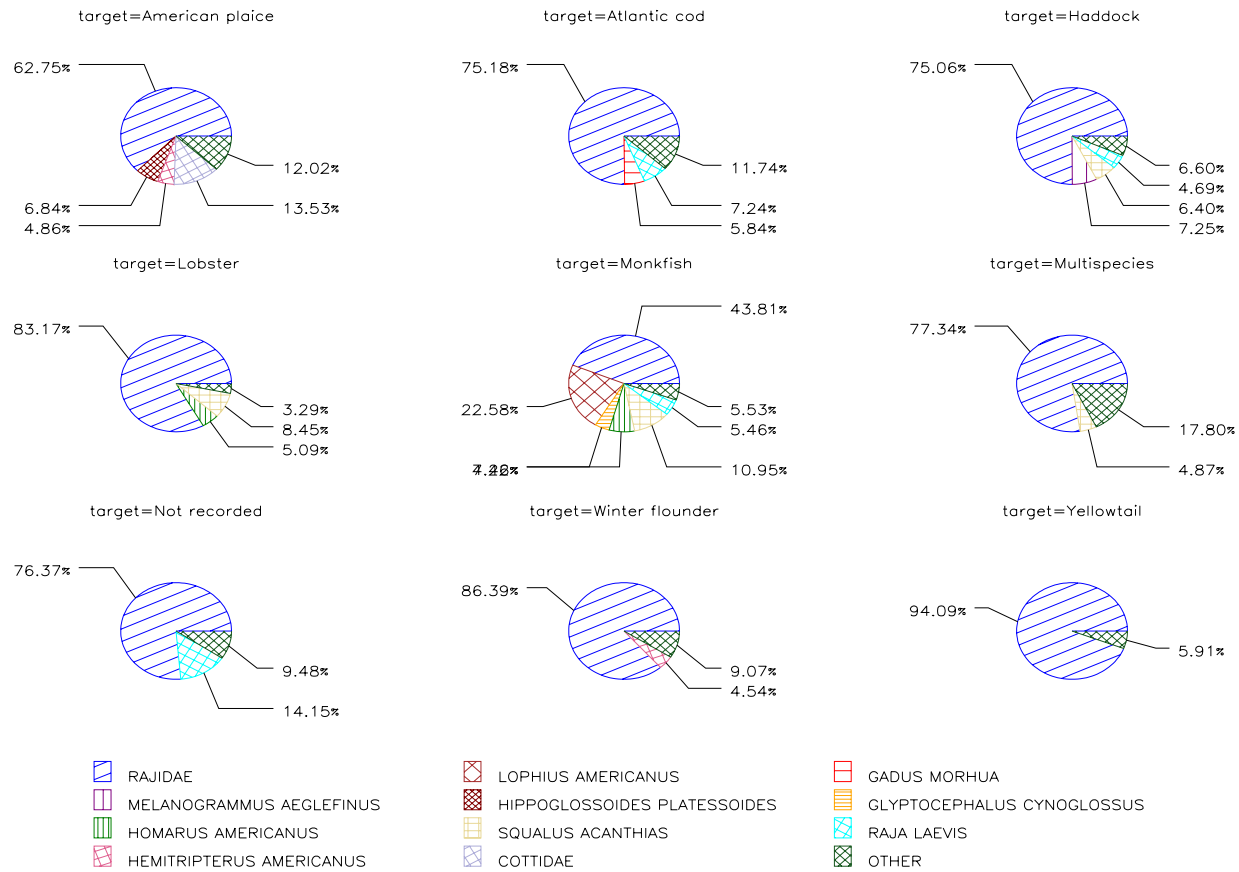 target=American plaice
target=Atlantic cod
target=Haddock
62.75%
75.18%
75.06%
12.02%
11.74%
6.60%
4.69%
6.84%
13.53%
7.24%
6.40%
4.86%
5.84%
7.25%
target=Lobster
target=Monkfish
target=Multispecies
43.81%
83.17%
77.34%
3.29%
22.58%
5.53%
8.45%
5.46%
17.80%
5.09%
10.95%
4.87%
target=Not recorded
target=Winter flounder
target=Yellowtail
76.37%
86.39%
94.09%
5.91%
9.48%
9.07%
4.54%
14.15%
RAJIDAE
LOPHIUS AMERICANUS
GADUS MORHUA
MELANOGRAMMUS AEGLEFINUS
HIPPOGLOSSOIDES PLATESSOIDES
GLYPTOCEPHALUS CYNOGLOSSUS
HOMARUS AMERICANUS
SQUALUS ACANTHIAS
RAJA LAEVIS
HEMITRIPTERUS AMERICANUS
COTTIDAE
OTHER